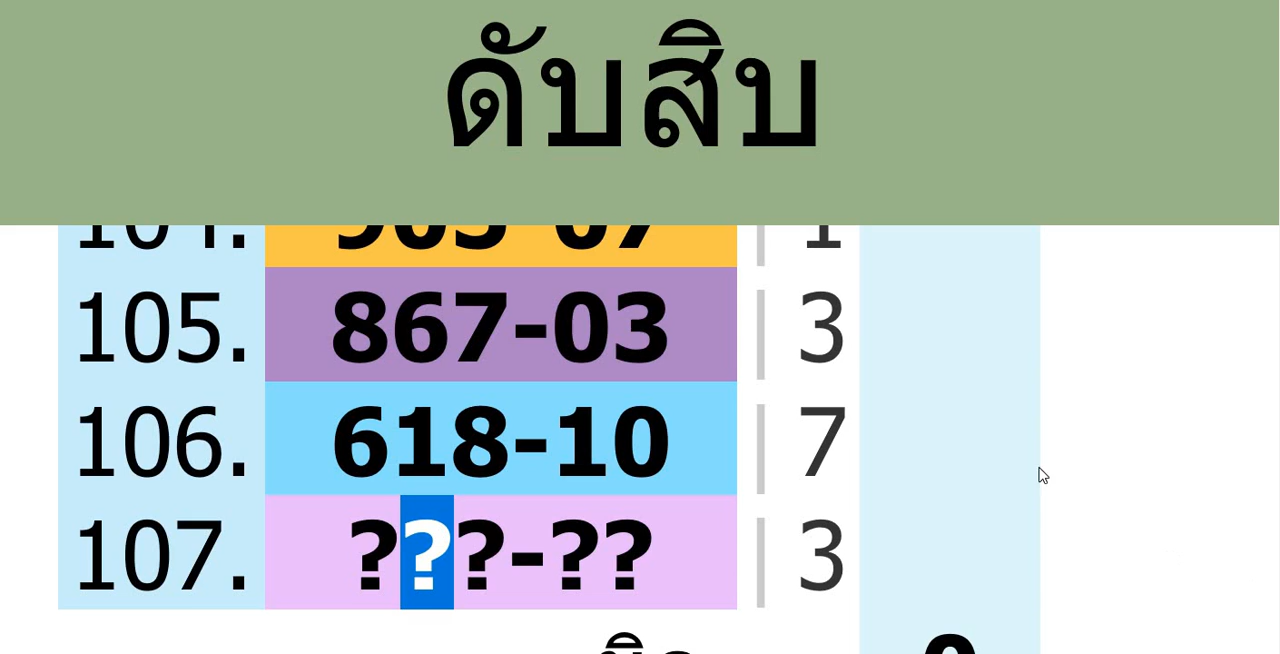 ดับสิบ
105. 867-03 | 3
106. 618-10 | 7
107. ???-?? | 3